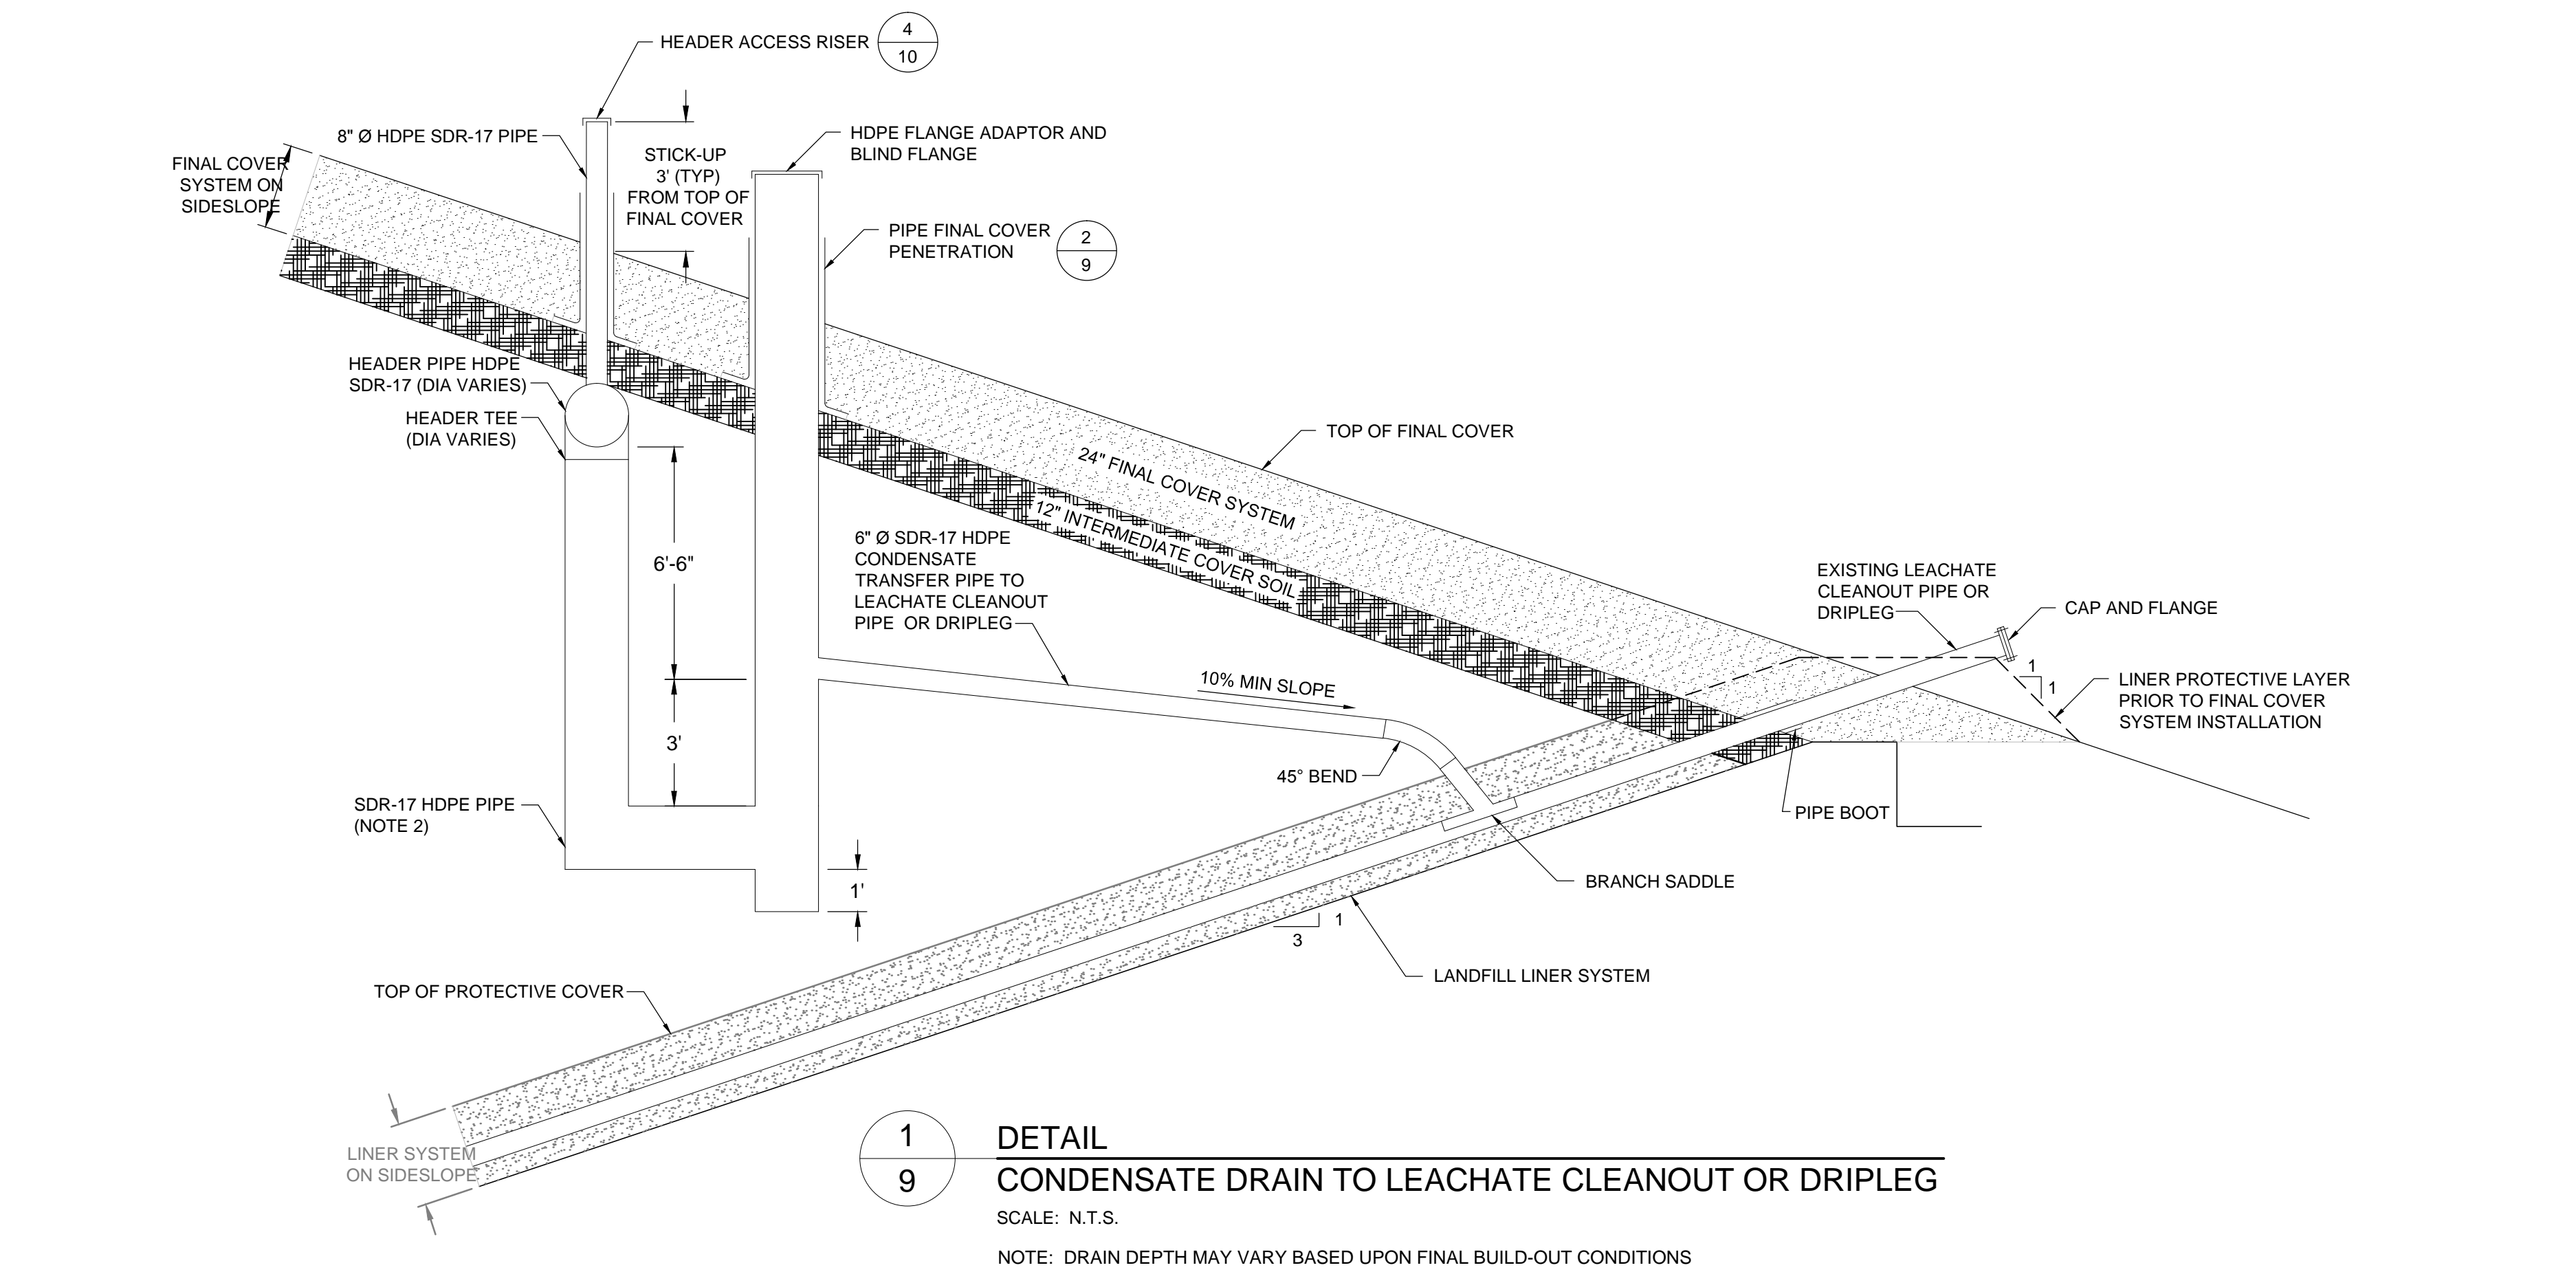 4
HEADER ACCESS RISER
10
8" Ø HDPE SDR-17 PIPE
HDPE FLANGE ADAPTOR AND
BLIND FLANGE
FINAL COVER
SYSTEM ON
SIDESLOPE
STICK-UP
3' (TYP)
FROM TOP OF
FINAL COVER
PIPE FINAL COVER
PENETRATION
2
9
HEADER PIPE HDPE
SDR-17 (DIA VARIES)
HEADER TEE
(DIA VARIES)
TOP OF FINAL COVER
24" FINAL COVER SYSTEM
12" INTERMEDIATE COVER SOIL
6'-6"
6" Ø SDR-17 HDPE
CONDENSATE
TRANSFER PIPE TO
LEACHATE CLEANOUT
PIPE OR DRIPLEG
EXISTING LEACHATE
CLEANOUT PIPE OR
DRIPLEG
CAP AND FLANGE
1
1
10% MIN SLOPE
LINER PROTECTIVE LAYER
PRIOR TO FINAL COVER
SYSTEM INSTALLATION
3'
45° BEND
SDR-17 HDPE PIPE
(NOTE 2)
PIPE BOOT
1'
BRANCH SADDLE
1
3
LANDFILL LINER SYSTEM
TOP OF PROTECTIVE COVER
LINER SYSTEM
ON SIDESLOPE
1
9
DETAIL
CONDENSATE DRAIN TO LEACHATE CLEANOUT OR DRIPLEG
SCALE: N.T.S.
NOTE: DRAIN DEPTH MAY VARY BASED UPON FINAL BUILD-OUT CONDITIONS